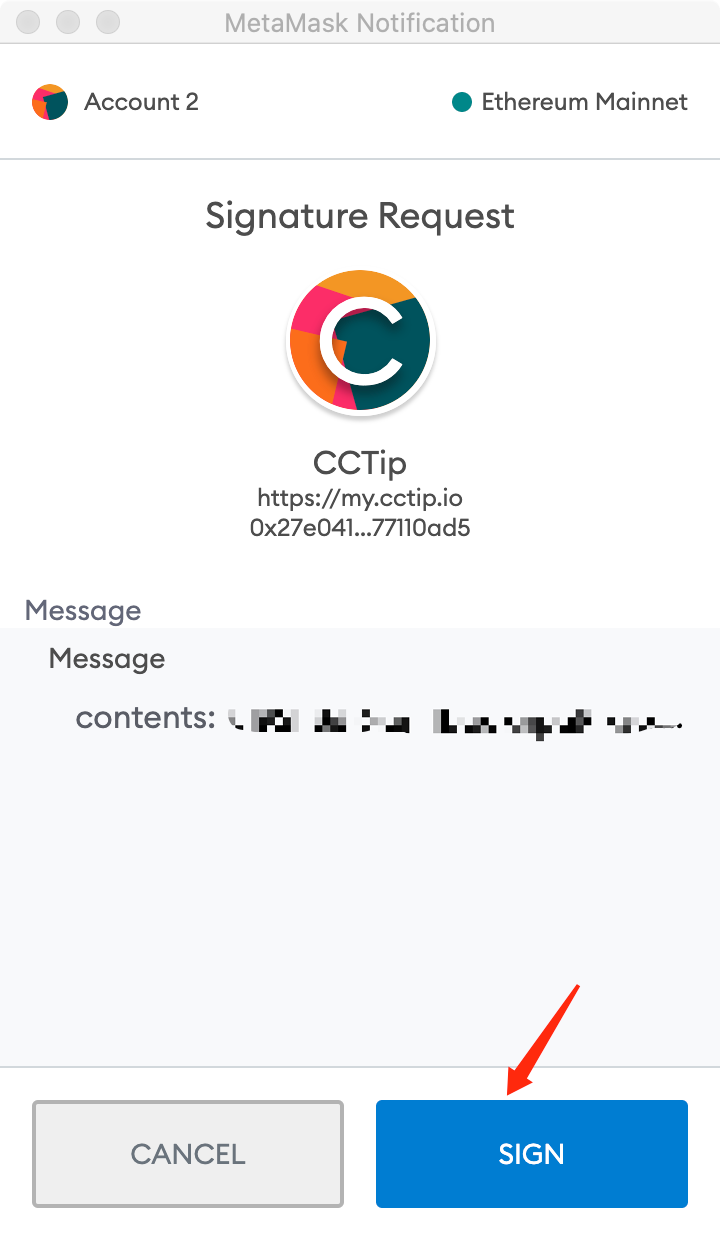 MetaMask Notification
Account 2
Ethereum Mainnet
Signature Request
C
CCTip
https://my.cctip.io
0x27e041...77110ad5
Message
Message
contents:
CANCEL
SIGN